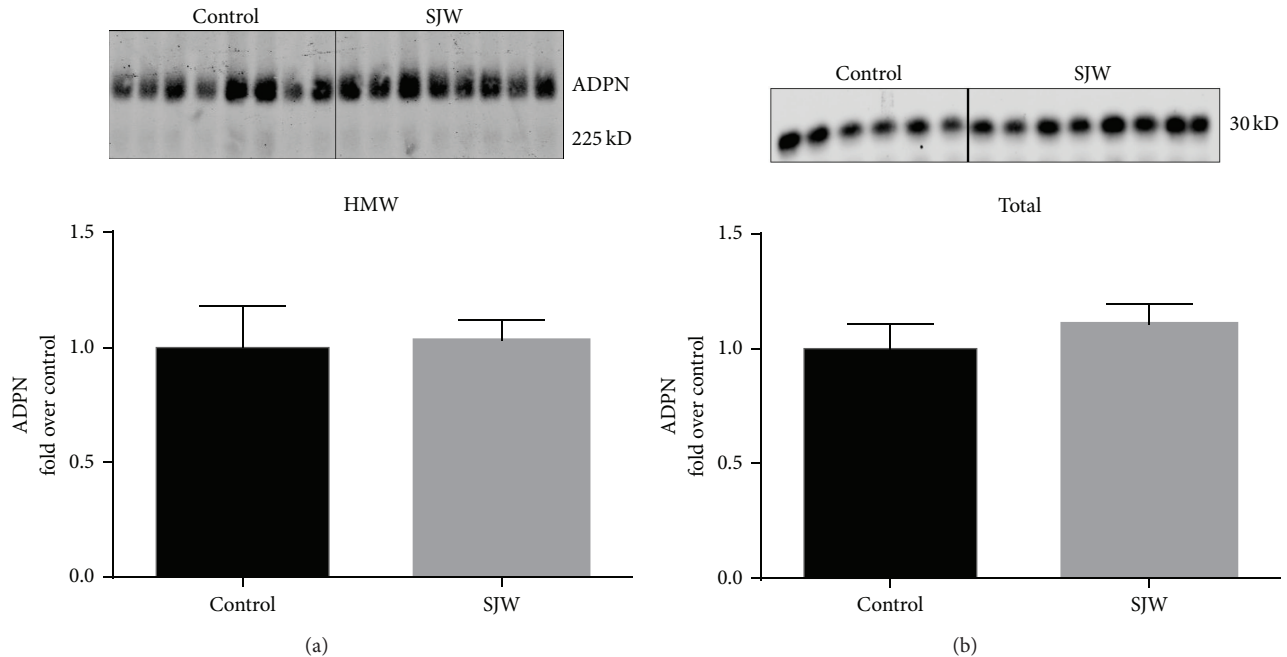 Control SJW
ADPN
225 kD
HMW
1.5
1.0
0.5
0.0
ADPN
fold over control
Control SJW
(a)
Control SJW
30 kD
Total
1.5
1.0
0.5
0.0
ADPN
fold over control
Control SJW
(b)